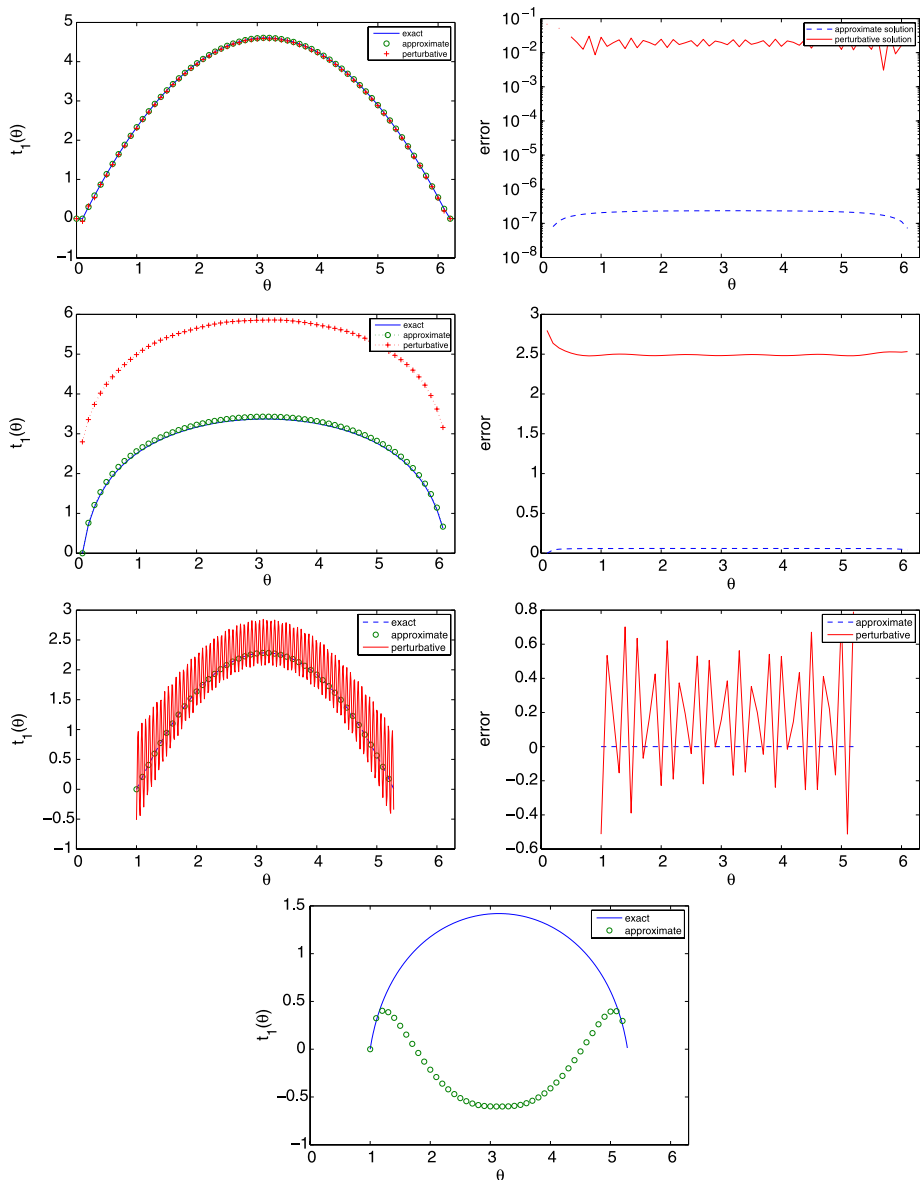 5
4
3
2
1
0
−1
0 1 2 3 4 5 6
θ
t1(θ)
exact
approximate
perturbative
10^−1
10^−2
10^−3
10^−4
10^−5
10^−6
10^−7
10^−8
0 1 2 3 4 5 6
θ
error
approximate solution
perturbative solution
6
5
4
3
2
1
0
0 1 2 3 4 5 6
θ
t1(θ)
exact
approximate
perturbative
3
2.5
2
1.5
1
0.5
0
0 1 2 3 4 5 6
θ
error
approximate
perturbative
3
2.5
2
1.5
1
0.5
0
−0.5
−1
0 1 2 3 4 5 6
θ
t1(θ)
exact
approximate
perturbative
0.8
0.6
0.4
0.2
0
−0.2
−0.4
−0.6
0 1 2 3 4 5 6
θ
error
approximate
perturbative
1.5
1
0.5
0
−0.5
−1
0 1 2 3 4 5 6
θ
t1(θ)
exact
approximate